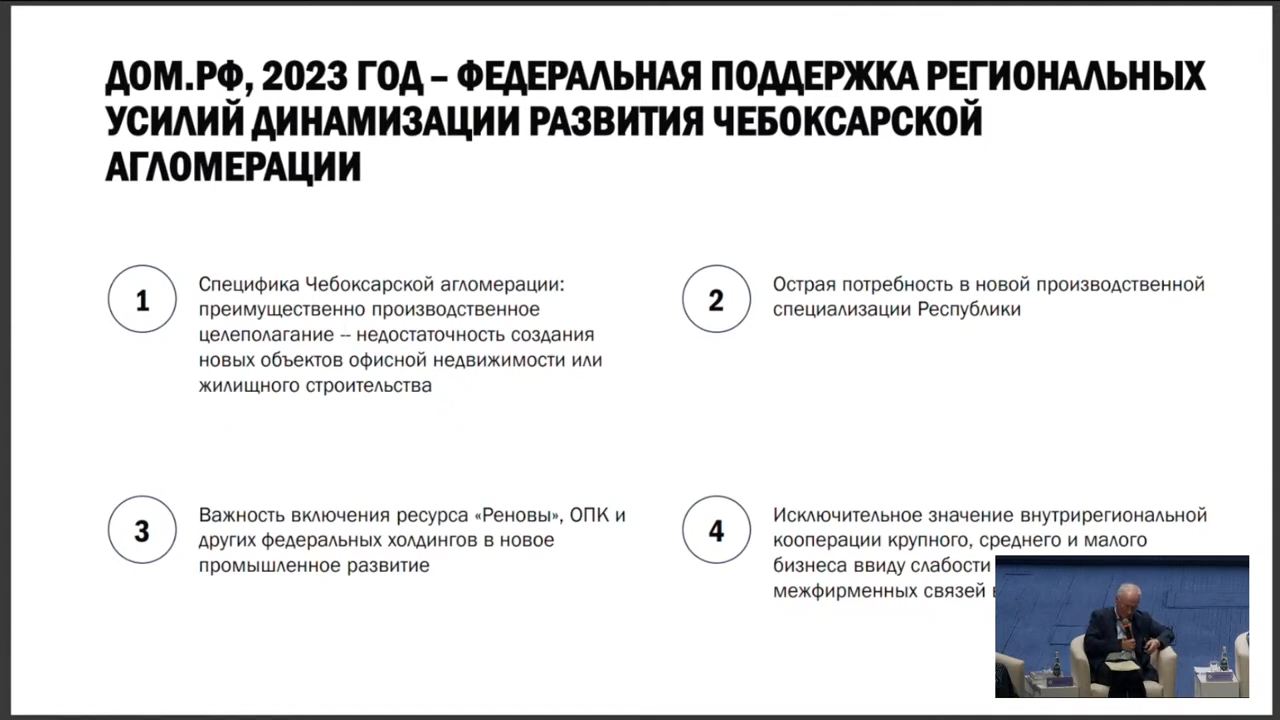 ДОМ.РФ, 2023 ГОД – ФЕДЕРАЛЬНАЯ ПОДДЕРЖКА РЕГИОНАЛЬНЫХ
УСИЛИЙ ДИНАМИЗАЦИИ РАЗВИТИЯ ЧЕБОКСАРСКОЙ
АГЛОМЕРАЦИИ
1
Специфика Чебоксарской агломерации:
преимущественно производственное
целеполагание -- недостаточность создания
новых объектов офисной недвижимости или
жилищного строительства
2
Острая потребность в новой производственной
специализации Республики
3
Важность включения ресурса «Реновы», ОПК и
других федеральных холдингов в новое
промышленное развитие
4
Исключительное значение внутрирегиональной
кооперации крупного, среднего и малого
бизнеса ввиду слабости
межфирменных связей